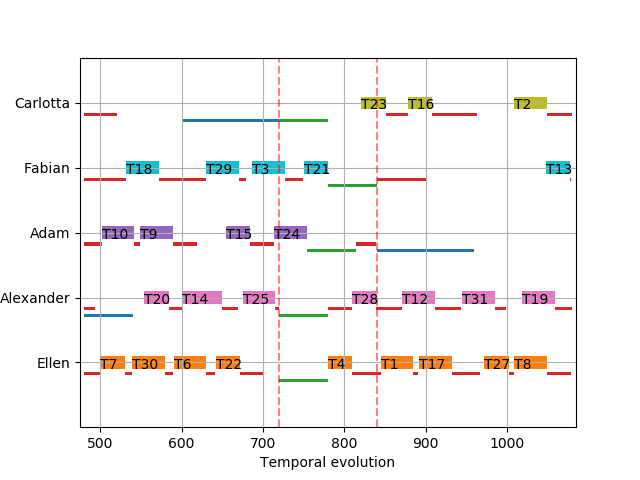 Carlotta
T23 T16 T2
Fabian
T18 T29 T3 T21 T13
Adam
T10 T9 T15 T24
Alexander
T20 T14 T25 T28 T12 T31 T19
Ellen
T7 T30 T6 T22 T4 T1 T17 T27 T8
500 600 700 800 900 1000
Temporal evolution